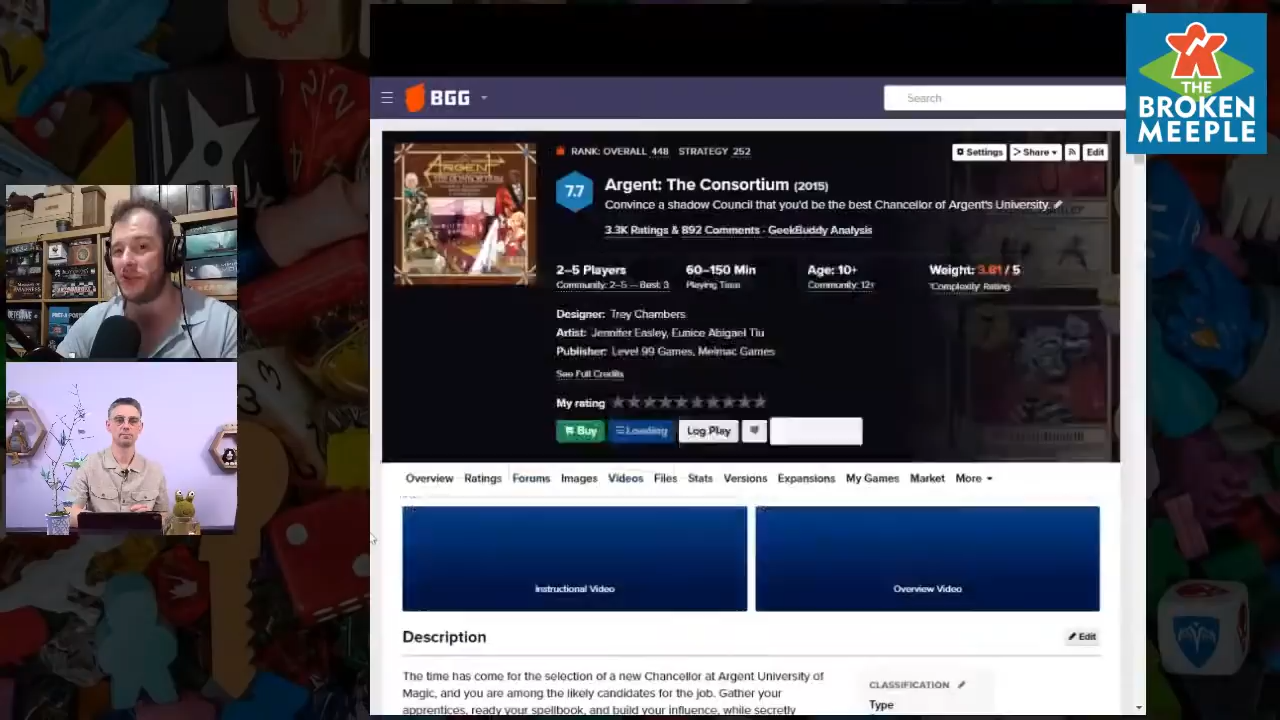 THE
BROKEN
MEEPLE
BGG
Search
RANK: OVERALL 448 STRATEGY 252
Settings
Share
Edit
ARGENT
THE CONSORTIUM
7.7
Argent: The Consortium (2015)
Convince a shadow Council that you'd be the best Chancellor of Argent's University.
3.3K Ratings & 892 Comments · GeekBuddy Analysis
2–5 Players
60–150 Min
Age: 10+
Weight: 3.81 / 5
Community: 2–5 — Best: 3
Playing Time
Community: 12+
'Complexity' Rating
Designer: Trey Chambers
Artist: Jennifer Easley, Eunice Abigael Tiu
Publisher: Level 99 Games, Meimac Games
See Full Credits
My rating
Buy
Loading
Log Play
Overview Ratings Forums Images Videos Files Stats Versions Expansions My Games Market More
Instructional Video
Overview Video
Description
Edit
The time has come for the selection of a new Chancellor at Argent University of
Magic, and you are among the likely candidates for the job. Gather your
apprentices, ready your spellbook, and build your influence, while secretly
CLASSIFICATION
Type